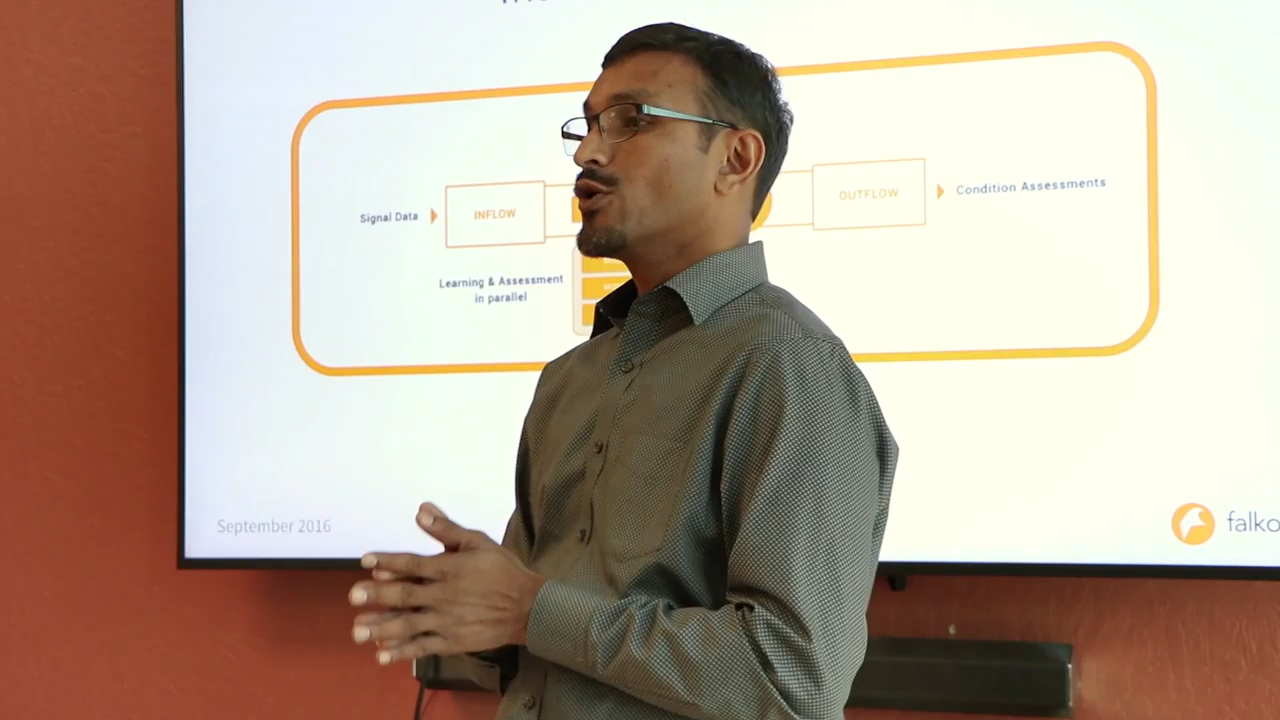 Signal Data
INFLOW
OUTFLOW
Condition Assessments
Learning & Assessment
in parallel
September 2016
falko